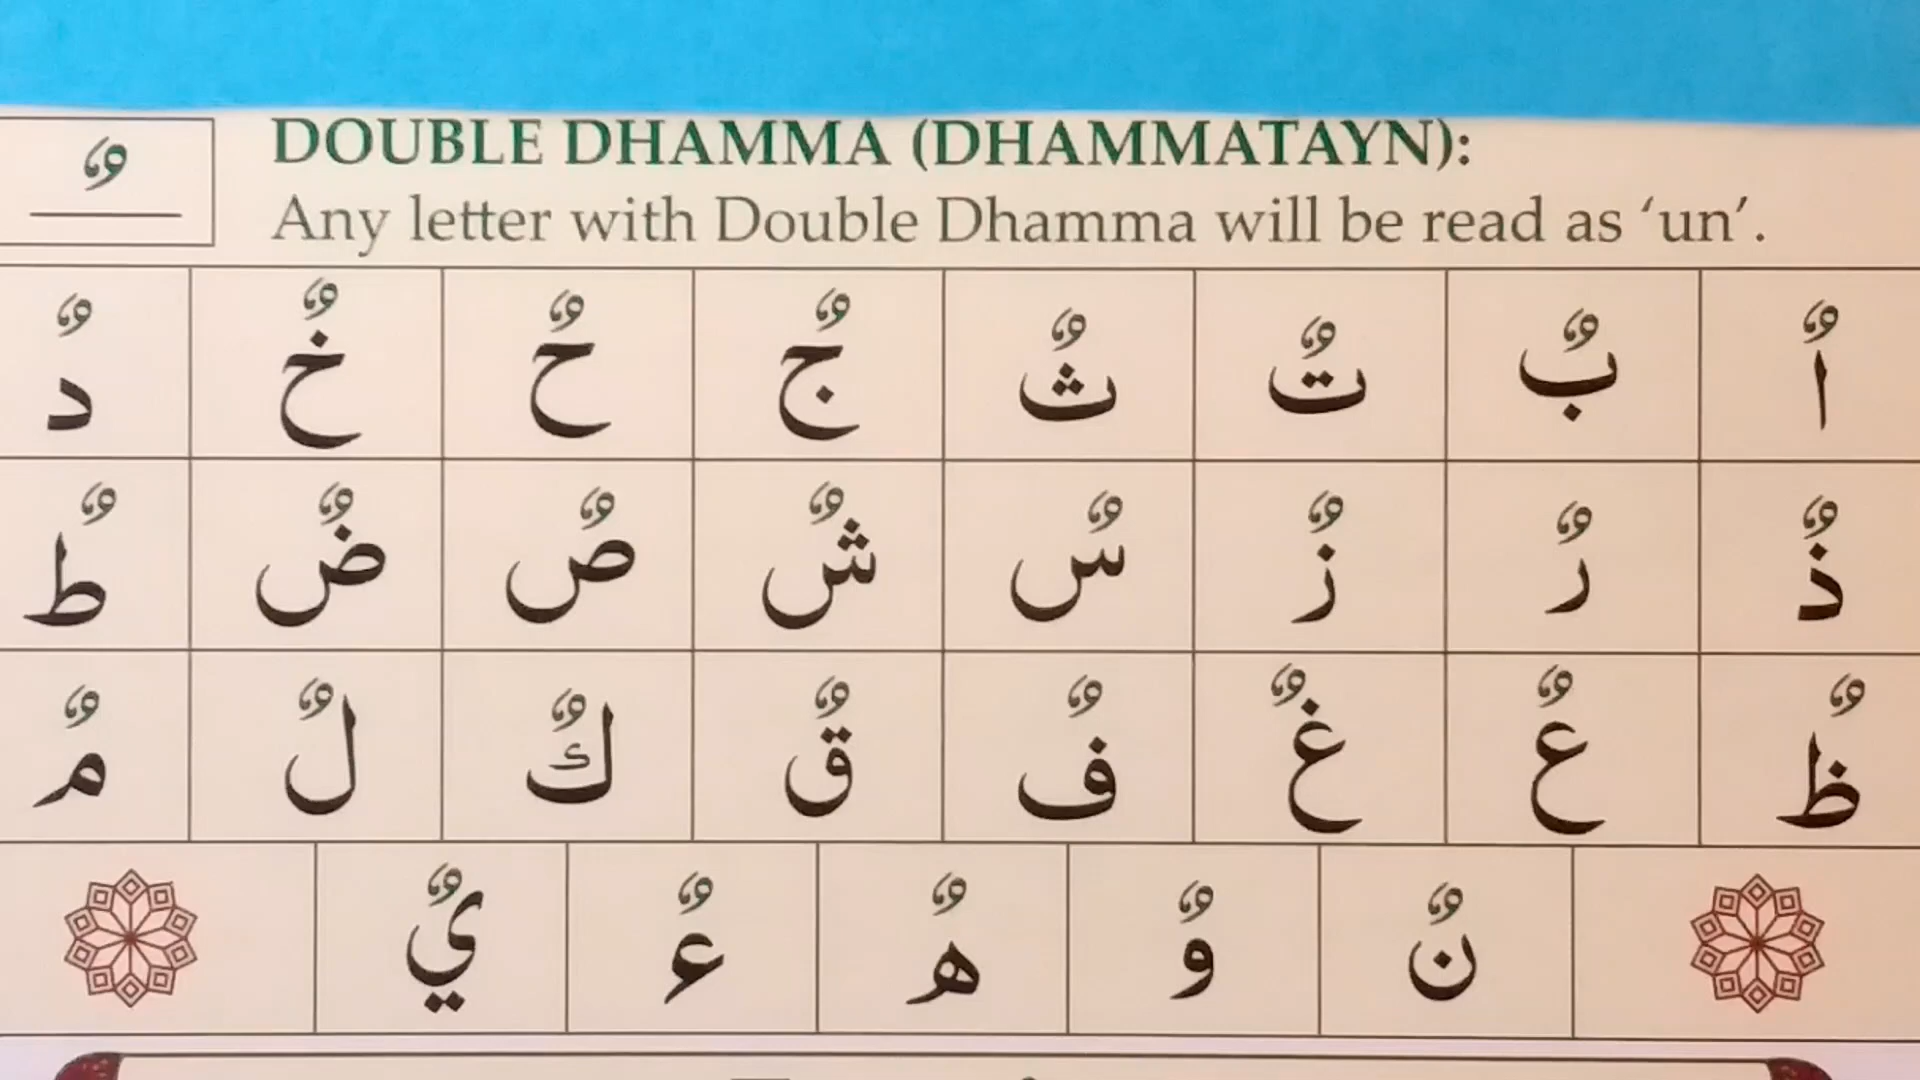 ٌ
DOUBLE DHAMMA (DHAMMATAYN):
Any letter with Double Dhamma will be read as ‘un’.
اٌ بٌ تٌ ثٌ جٌ حٌ خٌ دٌ
ذٌ رٌ زٌ سٌ شٌ صٌ ضٌ طٌ
ظٌ عٌ غٌ فٌ قٌ كٌ لٌ مٌ
نٌ وٌ هٌ ءٌ يٌ